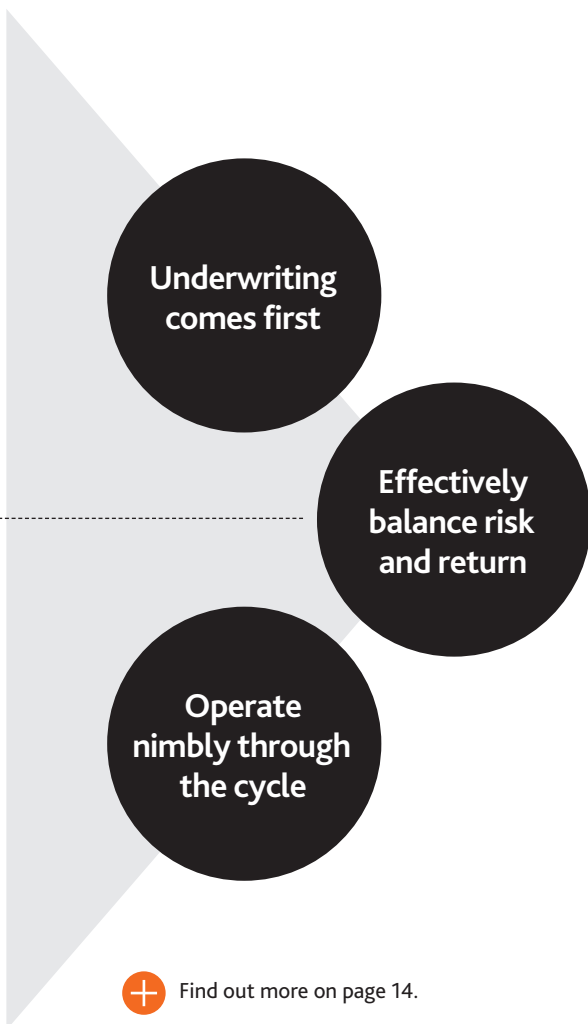 Underwriting
comes first
Effectively
balance risk
and return
Operate
nimbly through
the cycle
Find out more on page 14.